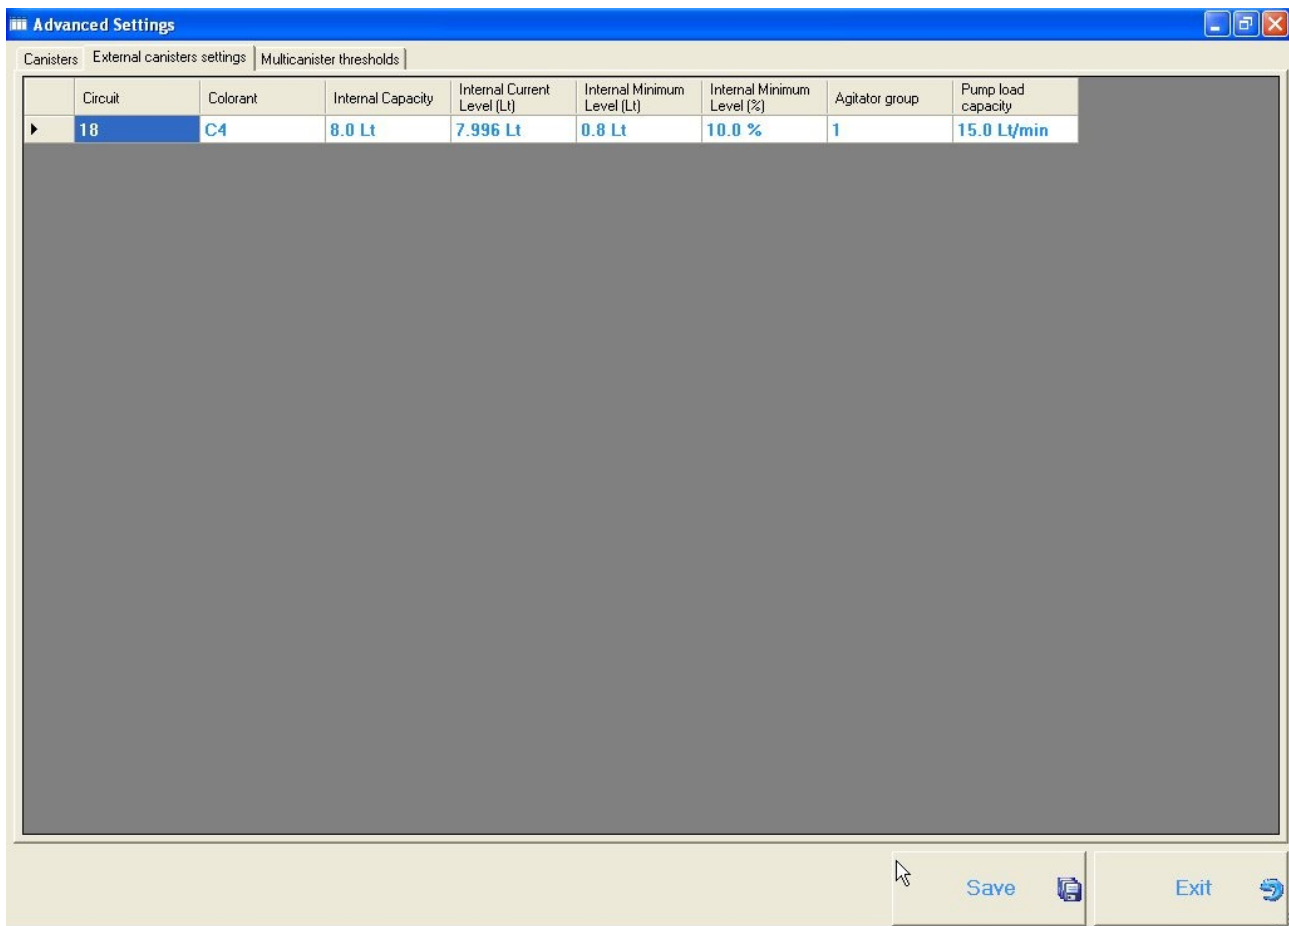 Advanced Settings
Canisters External canisters settings Multicanister thresholds
Circuit Colorant Internal Capacity Internal Current Level (Lt) Internal Minimum Level (Lt) Internal Minimum Level (%) Agitator group Pump load capacity
18 C4 8.0 Lt 7.996 Lt 0.8 Lt 10.0 % 1 15.0 Lt/min
Save Exit